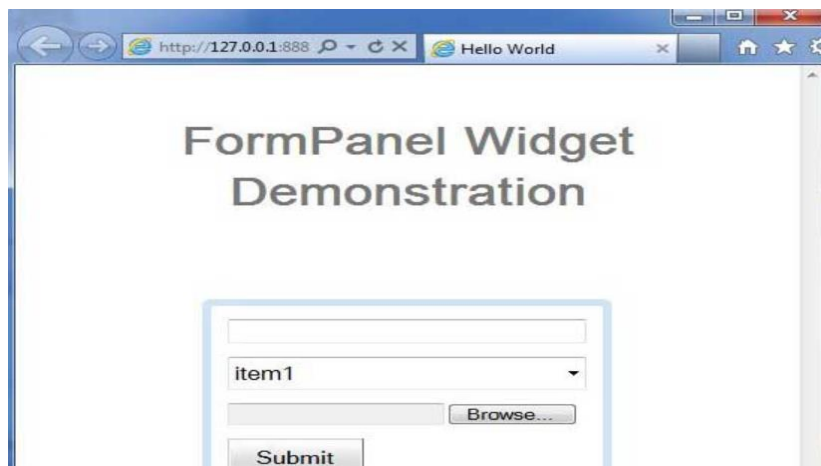 http://127.0.0.1:888
Hello World
FormPanel Widget
Demonstration
item1
Browse...
Submit